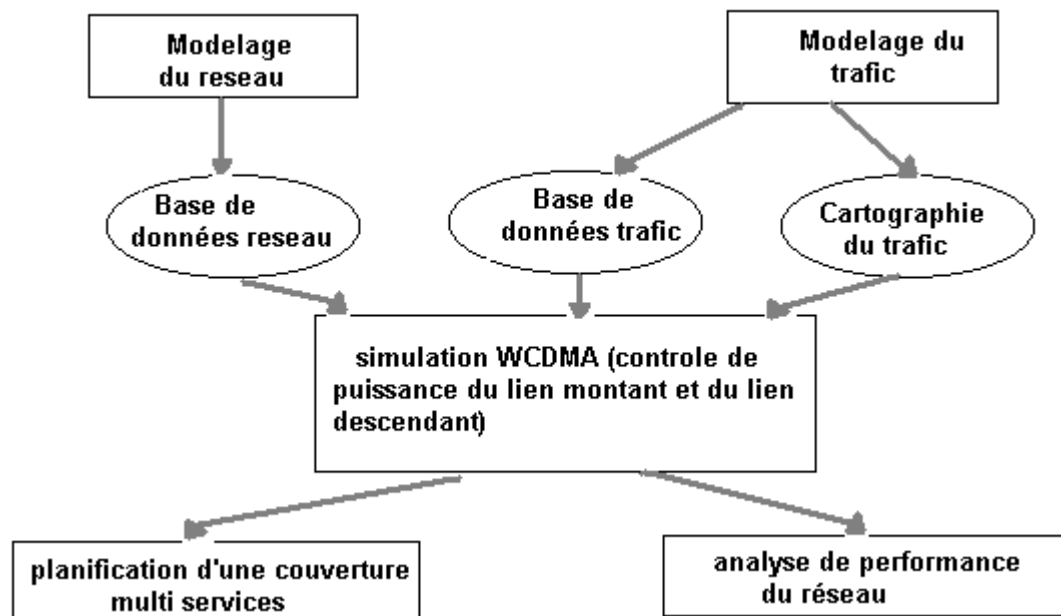 Modelage
du reseau
Modelage du
trafic
Base de
données reseau
Base de
données trafic
Cartographie
du trafic
simulation WCDMA (controle de
puissance du lien montant et du lien
descendant)
planification d'une couverture
multi services
analyse de performance
du réseau